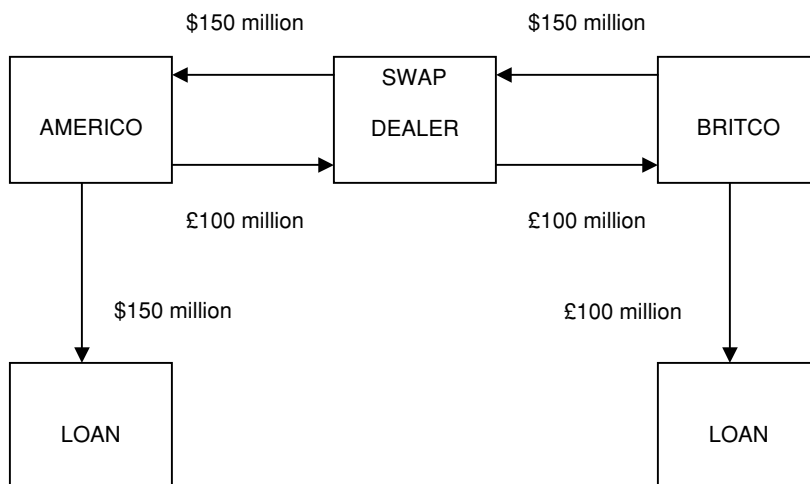 $150 million
$150 million
AMERICO
SWAP
DEALER
BRITCO
£100 million
£100 million
$150 million
£100 million
LOAN
LOAN